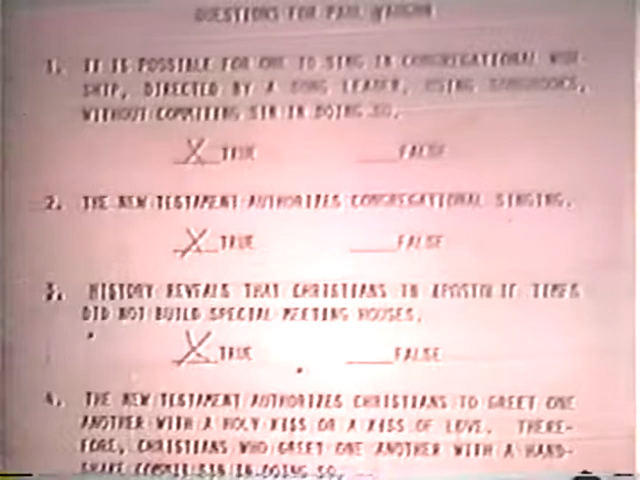 QUESTIONS FOR PAUL VAUGHN
1. IT IS POSSIBLE FOR ONE TO SING IN CONGREGATIONAL WOR-
SHIP, DIRECTED BY A SONG LEADER, USING SONGBOOKS,
WITHOUT COMMITTING SIN IN DOING SO.
X TRUE ____FALSE
2. THE NEW TESTAMENT AUTHORIZES CONGREGATIONAL SINGING.
X TRUE ____FALSE
3. HISTORY REVEALS THAT CHRISTIANS IN APOSTOLIC TIMES
DID NOT BUILD SPECIAL MEETING HOUSES.
X TRUE ____FALSE
4. THE NEW TESTAMENT AUTHORIZES CHRISTIANS TO GREET ONE
ANOTHER WITH A HOLY KISS OR A KISS OF LOVE. THERE-
FORE, CHRISTIANS WHO GREET ONE ANOTHER WITH A HAND-
SHAKE COMMIT SIN IN DOING SO.